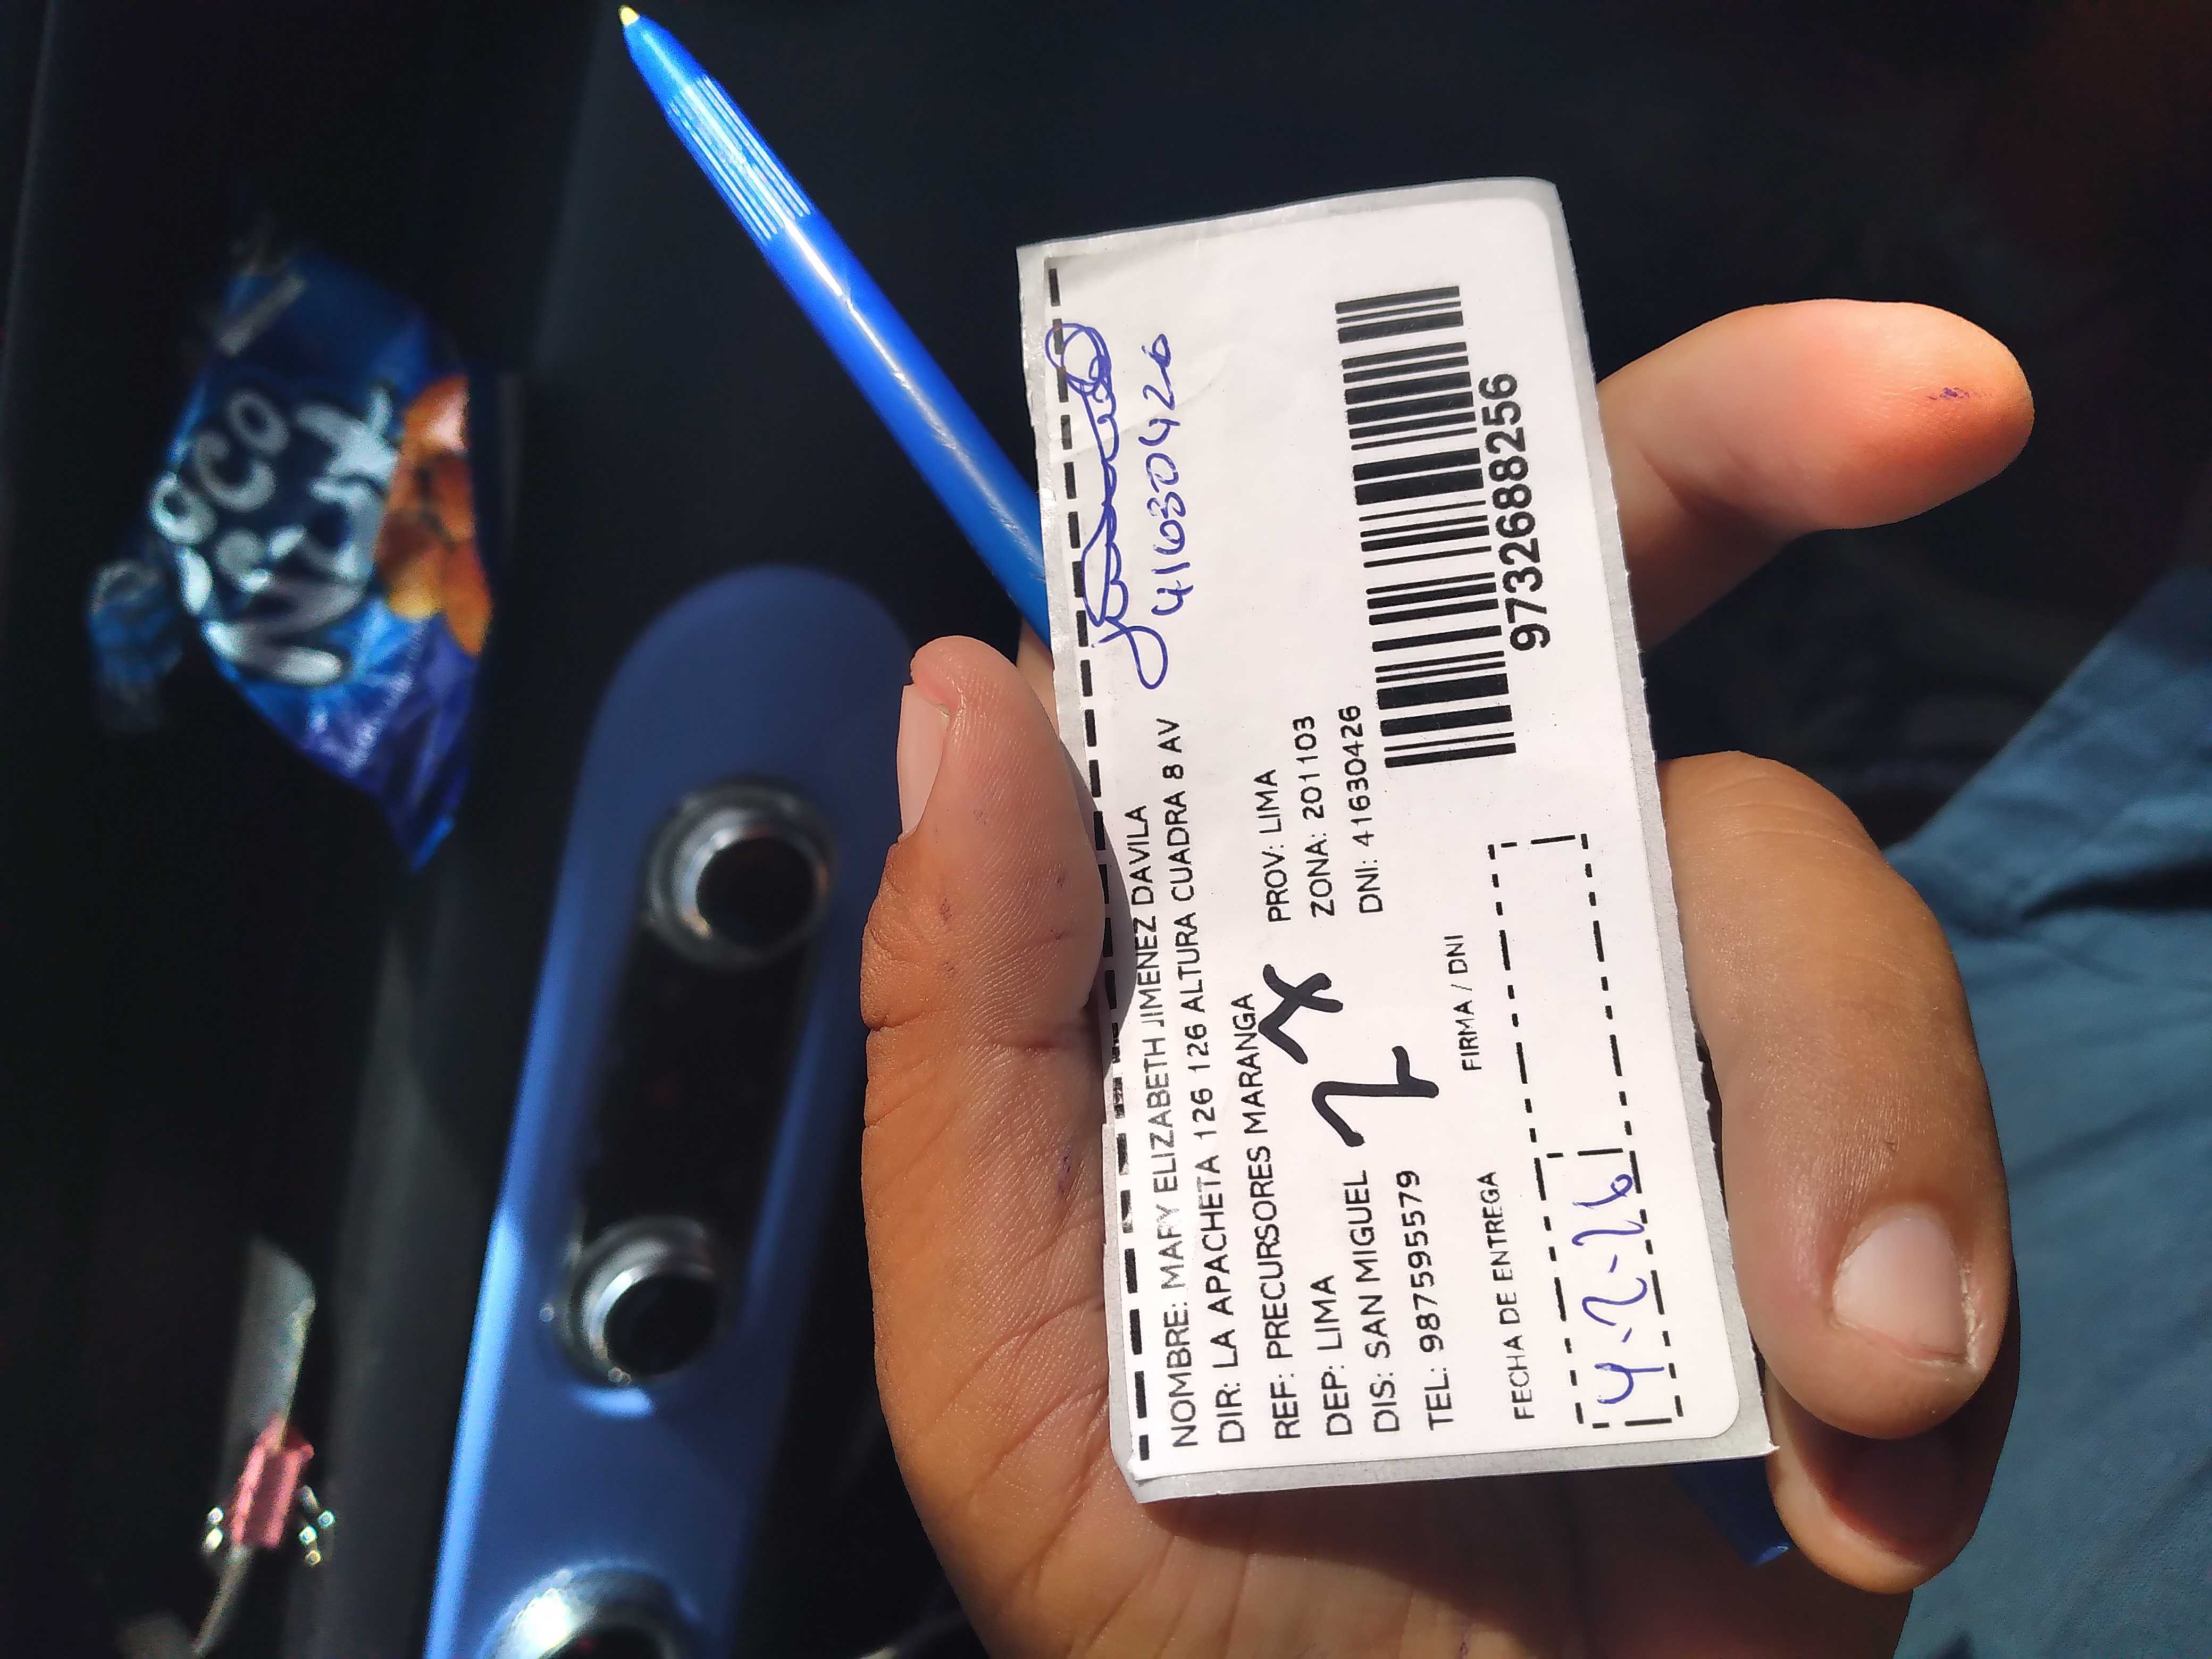 NOMBRE: MARY ELIZABETH JIMENEZ DAVILA
DIR: LA APACHETA 126 126 126 ALTURA CUADRA 8 AV
REF: PRECURSORES MARANGA
DEP: LIMA
PROV: LIMA
DIS: SAN MIGUEL
ZONA: 201103
TEL: 987595579
DNI: 41630426
41630426
FECHA DE ENTREGA
FIRMA / DNI
4-2-26
9732688256